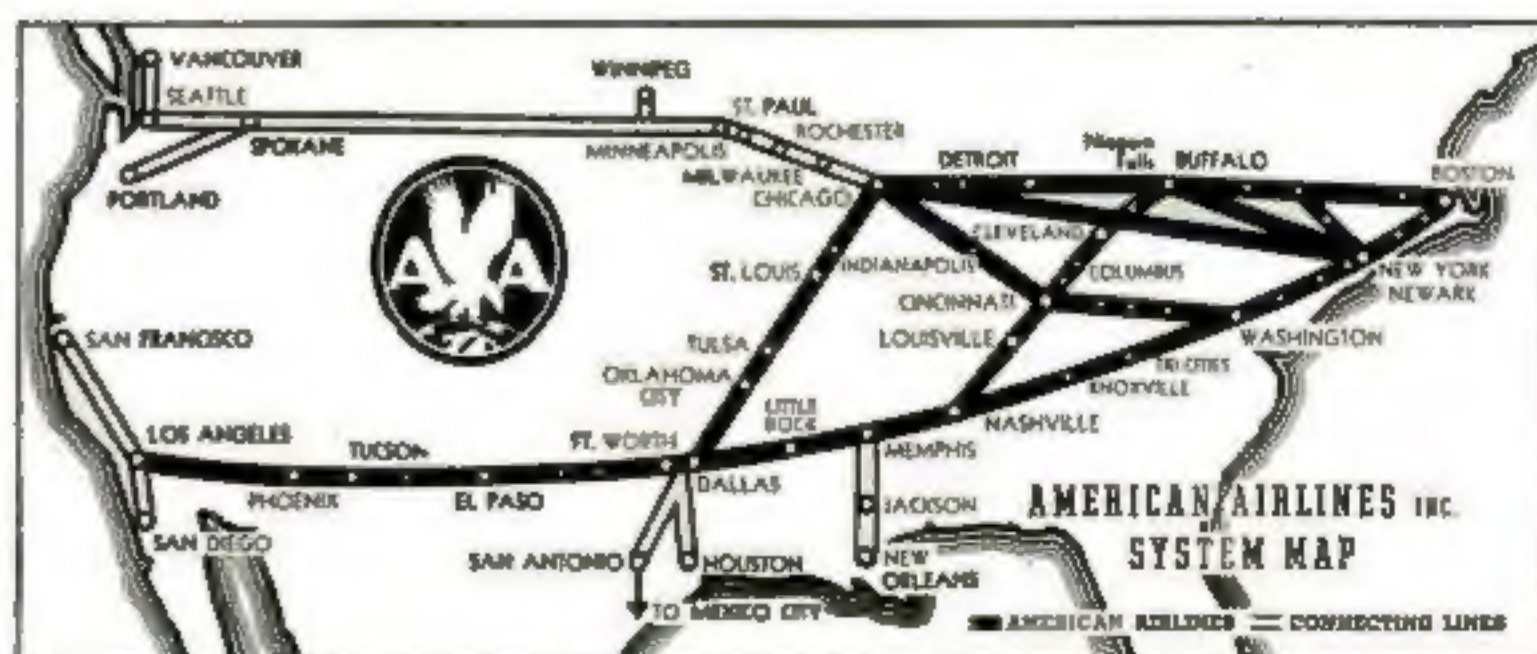 VANCOUVER
SEATTLE
WINNIPEG
ST. PAUL
ROCHESTER
SPOKANE
MINNEAPOLIS
MILWAUKEE
CHICAGO
PORTLAND
DETROIT
Niagara
Falls
BUFFALO
BOSTON
CLEVELAND
INDIANAPOLIS
COLUMBUS
ST. LOUIS
CINCINNATI
NEW YORK
NEWARK
A A
SAN FRANCISCO
TULSA
LOUISVILLE
WASHINGTON
OKLAHOMA
CITY
TRI-CITIES
KNOXVILLE
LITTLE
ROCK
NASHVILLE
LOS ANGELES
TUCSON
FT. WORTH
MEMPHIS
PHOENIX
EL PASO
DALLAS
JACKSON
SAN DIEGO
SAN ANTONIO
HOUSTON
NEW
ORLEANS
TO MEXICO CITY
AMERICAN AIRLINES INC.
SYSTEM MAP
AMERICAN AIRLINES CONNECTING LINES